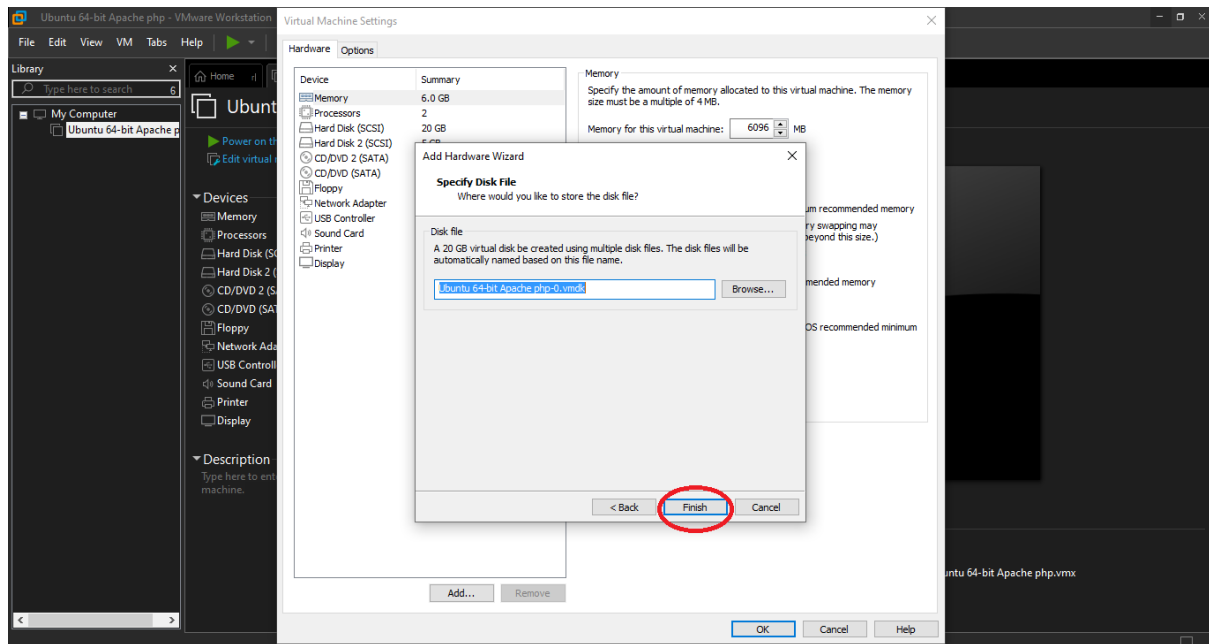 Ubuntu 64-bit Apache php - VMware Workstation
File Edit View VM Tabs Help
Library
Type here to search
My Computer
Ubuntu 64-bit Apache p
Home
Ubunt
Power on th
Edit virtual
Devices
Memory
Processors
Hard Disk (SC
Hard Disk 2 (
CD/DVD 2 (S
CD/DVD (SAT
Floppy
Network Ada
USB Controll
Sound Card
Printer
Display
Description
Type here to ent
machine.
Virtual Machine Settings
Hardware Options
Device Summary
Memory 6.0 GB
Processors 2
Hard Disk (SCSI) 20 GB
Hard Disk 2 (SCSI) 5 GB
CD/DVD 2 (SATA)
CD/DVD (SATA)
Floppy
Network Adapter
USB Controller
Sound Card
Printer
Display
Add... Remove
Memory
Specify the amount of memory allocated to this virtual machine. The memory
size must be a multiple of 4 MB.
Memory for this virtual machine: 6096 MB
um recommended memory
ry swapping may
beyond this size.)
mended memory
OS recommended minimum
Add Hardware Wizard
Specify Disk File
Where would you like to store the disk file?
Disk file
A 20 GB virtual disk be created using multiple disk files. The disk files will be
automatically named based on this file name.
Ubuntu 64-bit Apache php-0.vmdk Browse...
< Back Finish Cancel
OK Cancel Help
untu 64-bit Apache php.vmx